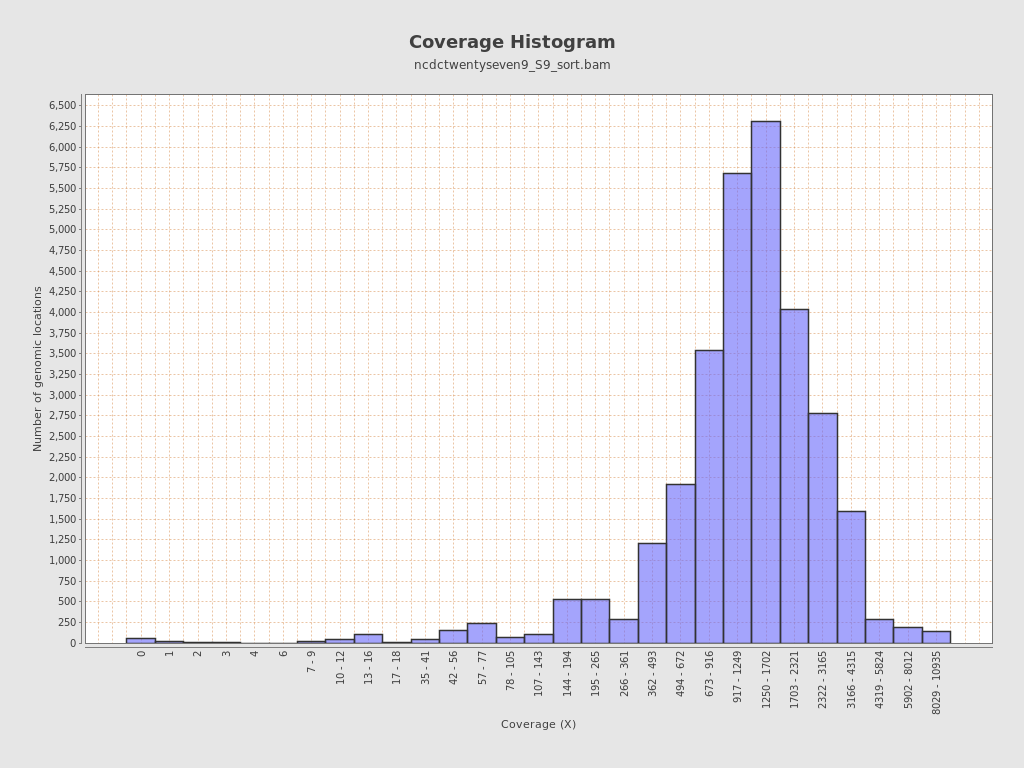 Coverage Histogram
ncdctwentyseven9_S9_sort.bam
Number of genomic locations
6,500
6,250
6,000
5,750
5,500
5,250
5,000
4,750
4,500
4,250
4,000
3,750
3,500
3,250
3,000
2,750
2,500
2,250
2,000
1,750
1,500
1,250
1,000
750
500
250
0
0
1
2
3
4
6
7 - 9
10 - 12
13 - 16
17 - 18
35 - 41
42 - 56
57 - 77
78 - 105
107 - 143
144 - 194
195 - 265
266 - 361
362 - 493
494 - 672
673 - 916
917 - 1249
1250 - 1702
1703 - 2321
2322 - 3165
3166 - 4315
4319 - 5824
5902 - 8012
8029 - 10935
Coverage (X)